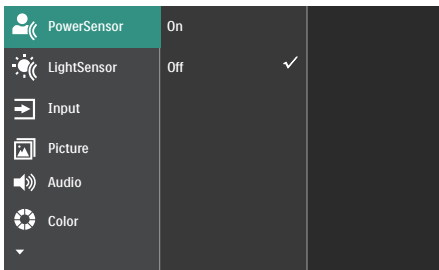 PowerSensor
On
LightSensor
Off
Input
Picture
Audio
Color